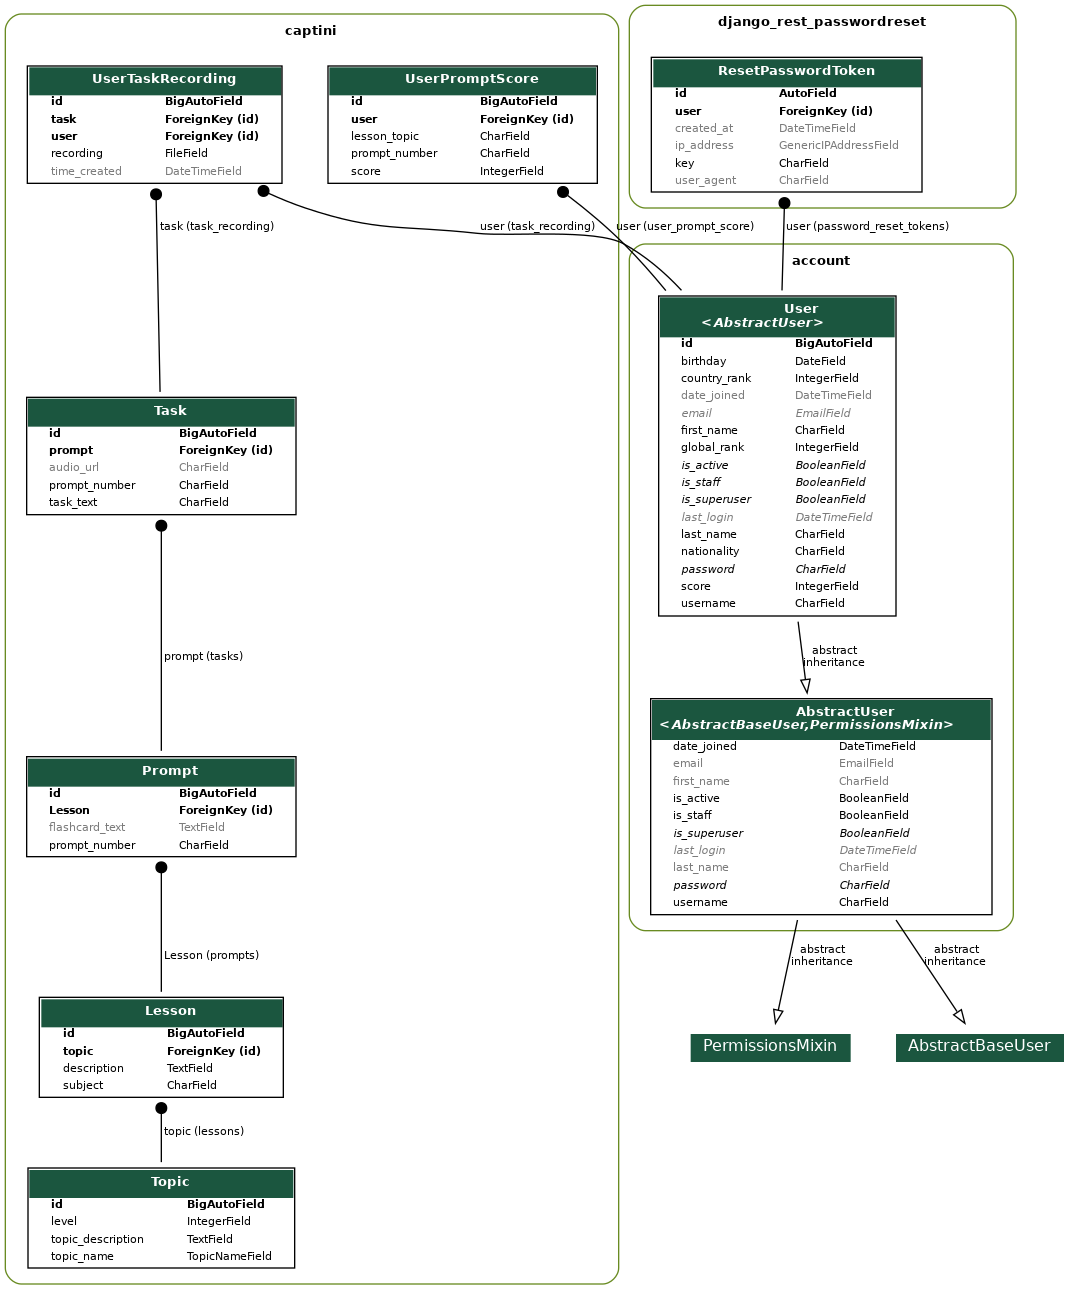 captini
UserTaskRecording
id BigAutoField
task ForeignKey (id)
user ForeignKey (id)
recording FileField
time_created DateTimeField
UserPromptScore
id BigAutoField
user ForeignKey (id)
lesson_topic CharField
prompt_number CharField
score IntegerField
django_rest_passwordreset
ResetPasswordToken
id AutoField
user ForeignKey (id)
created_at DateTimeField
ip_address GenericIPAddressField
key CharField
user_agent CharField
task (task_recording)
user (task_recording)
user (user_prompt_score)
user (password_reset_tokens)
account
User
<AbstractUser>
id BigAutoField
birthday DateField
country_rank IntegerField
date_joined DateTimeField
email EmailField
first_name CharField
global_rank IntegerField
is_active BooleanField
is_staff BooleanField
is_superuser BooleanField
last_login DateTimeField
last_name CharField
nationality CharField
password CharField
score IntegerField
username CharField
Task
id BigAutoField
prompt ForeignKey (id)
audio_url CharField
prompt_number CharField
task_text CharField
prompt (tasks)
abstract
inheritance
AbstractUser
<AbstractBaseUser,PermissionsMixin>
date_joined DateTimeField
email EmailField
first_name CharField
is_active BooleanField
is_staff BooleanField
is_superuser BooleanField
last_login DateTimeField
last_name CharField
password CharField
username CharField
Prompt
id BigAutoField
Lesson ForeignKey (id)
flashcard_text TextField
prompt_number CharField
Lesson (prompts)
abstract
inheritance
abstract
inheritance
PermissionsMixin
AbstractBaseUser
Lesson
id BigAutoField
topic ForeignKey (id)
description TextField
subject CharField
topic (lessons)
Topic
id BigAutoField
level IntegerField
topic_description TextField
topic_name TopicNameField